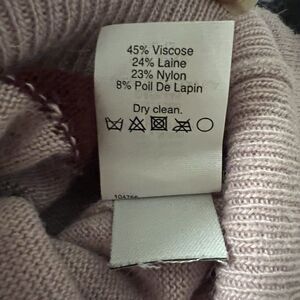 45% Viscose
24% Laine
23% Nylon
8% Poil De Lapin
Dry clean.